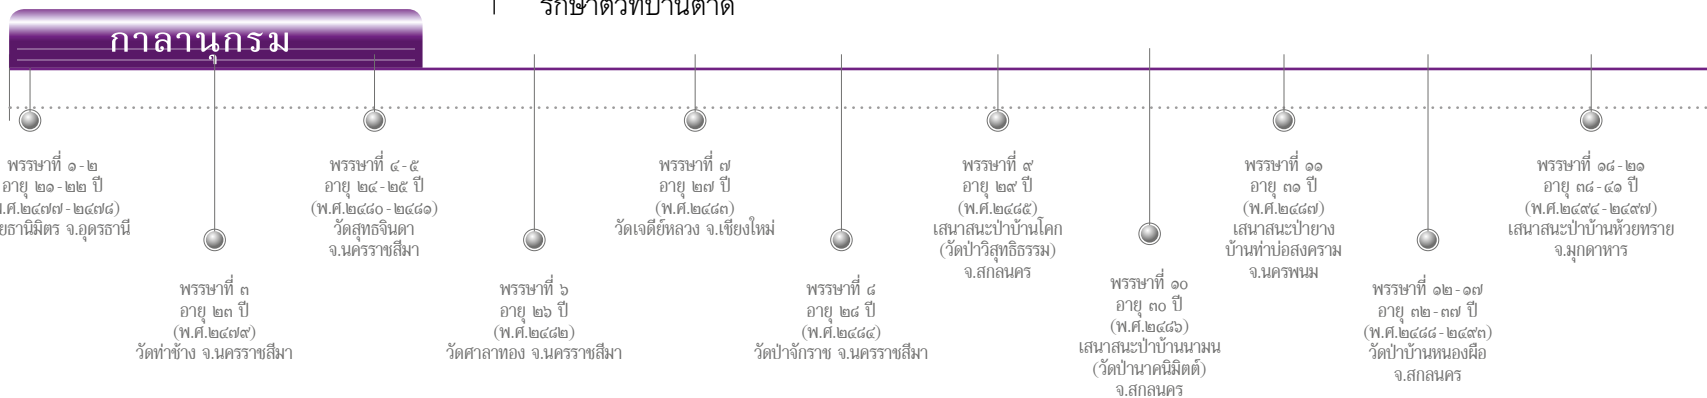 รักษาตัวที่บ้านตาด
กาลานุกรม
พรรษาที่ ๑-๒
อายุ ๒๑-๒๒ ปี
พ.ศ.๒๔๗๗-๒๔๗๘)
จ.อุดรธานี
พรรษาที่ ๓
อายุ ๒๓ ปี
(พ.ศ.๒๔๗๙)
วัดท่าช้าง จ.นครราชสีมา
พรรษาที่ ๔-๕
อายุ ๒๔-๒๕ ปี
(พ.ศ.๒๔๘๐-๒๔๘๑)
วัดสุทธจินดา
จ.นครราชสีมา
พรรษาที่ ๖
อายุ ๒๖ ปี
(พ.ศ.๒๔๘๒)
วัดศาลาทอง จ.นครราชสีมา
พรรษาที่ ๗
อายุ ๒๗ ปี
(พ.ศ.๒๔๘๓)
วัดเจดีย์หลวง จ.เชียงใหม่
พรรษาที่ ๘
อายุ ๒๘ ปี
(พ.ศ.๒๔๘๔)
วัดป่าจักราช จ.นครราชสีมา
พรรษาที่ ๙
อายุ ๒๙ ปี
(พ.ศ.๒๔๘๕)
เสนาสนะป่าบ้านโคก
(วัดป่าวิสุทธิธรรม)
จ.สกลนคร
พรรษาที่ ๑๐
อายุ ๓๐ ปี
(พ.ศ.๒๔๘๖)
เสนาสนะป่าบ้านนามน
(วัดป่านาคนิมิตต์)
จ.สกลนคร
พรรษาที่ ๑๑
อายุ ๓๑ ปี
(พ.ศ.๒๔๘๗)
เสนาสนะป่ายาง
บ้านท่าบ่อสงคราม
จ.นครพนม
พรรษาที่ ๑๒-๑๗
อายุ ๓๒-๓๗ ปี
(พ.ศ.๒๔๘๘-๒๔๙๓)
วัดป่าบ้านหนองผือ
จ.สกลนคร
พรรษาที่ ๑๘-๒๑
อายุ ๓๘-๔๑ ปี
(พ.ศ.๒๔๙๔-๒๔๙๗)
เสนาสนะป่าบ้านห้วยทราย
จ.มุกดาหาร